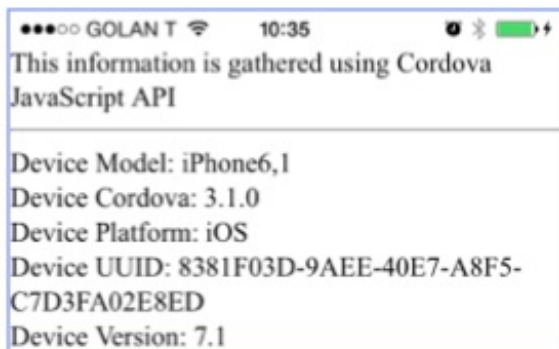 GOLAN T 10:35
This information is gathered using Cordova
JavaScript API
Device Model: iPhone6,1
Device Cordova: 3.1.0
Device Platform: iOS
Device UUID: 8381F03D-9AEE-40E7-A8F5-
C7D3FA02E8ED
Device Version: 7.1